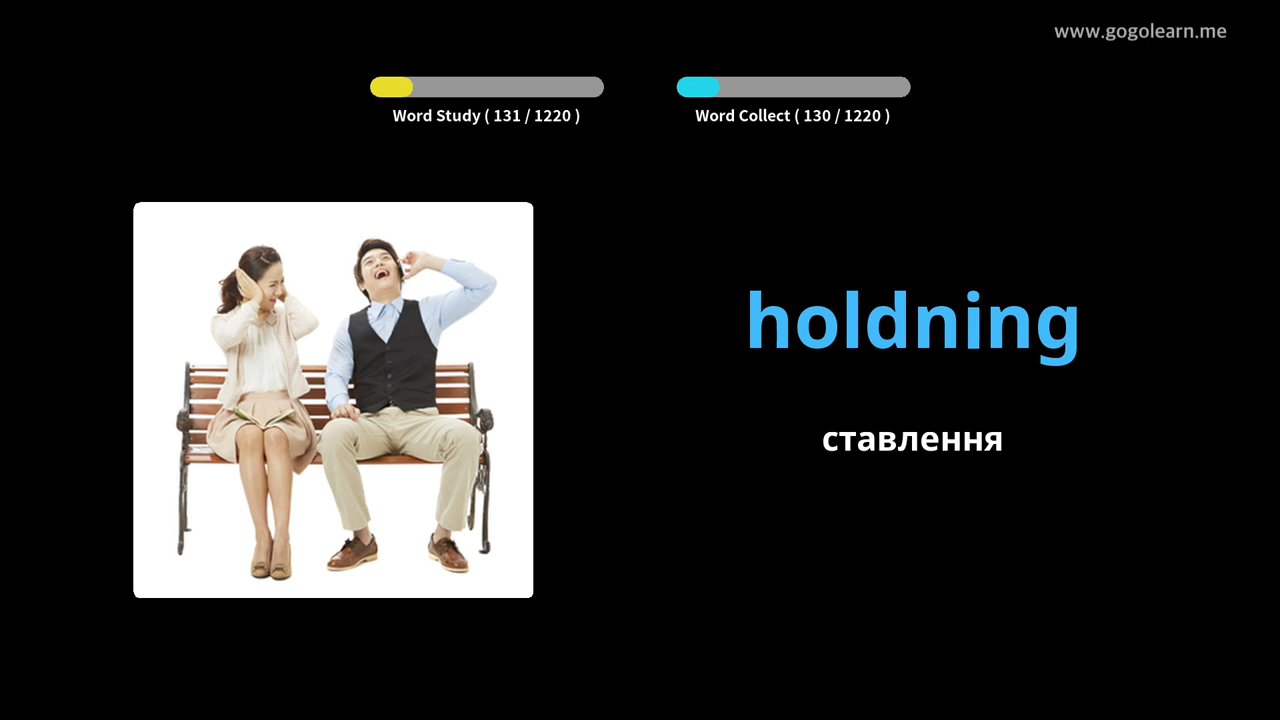 www.gogolearn.me
Word Study ( 131 / 1220 )
Word Collect ( 130 / 1220 )
holdning
ставлення